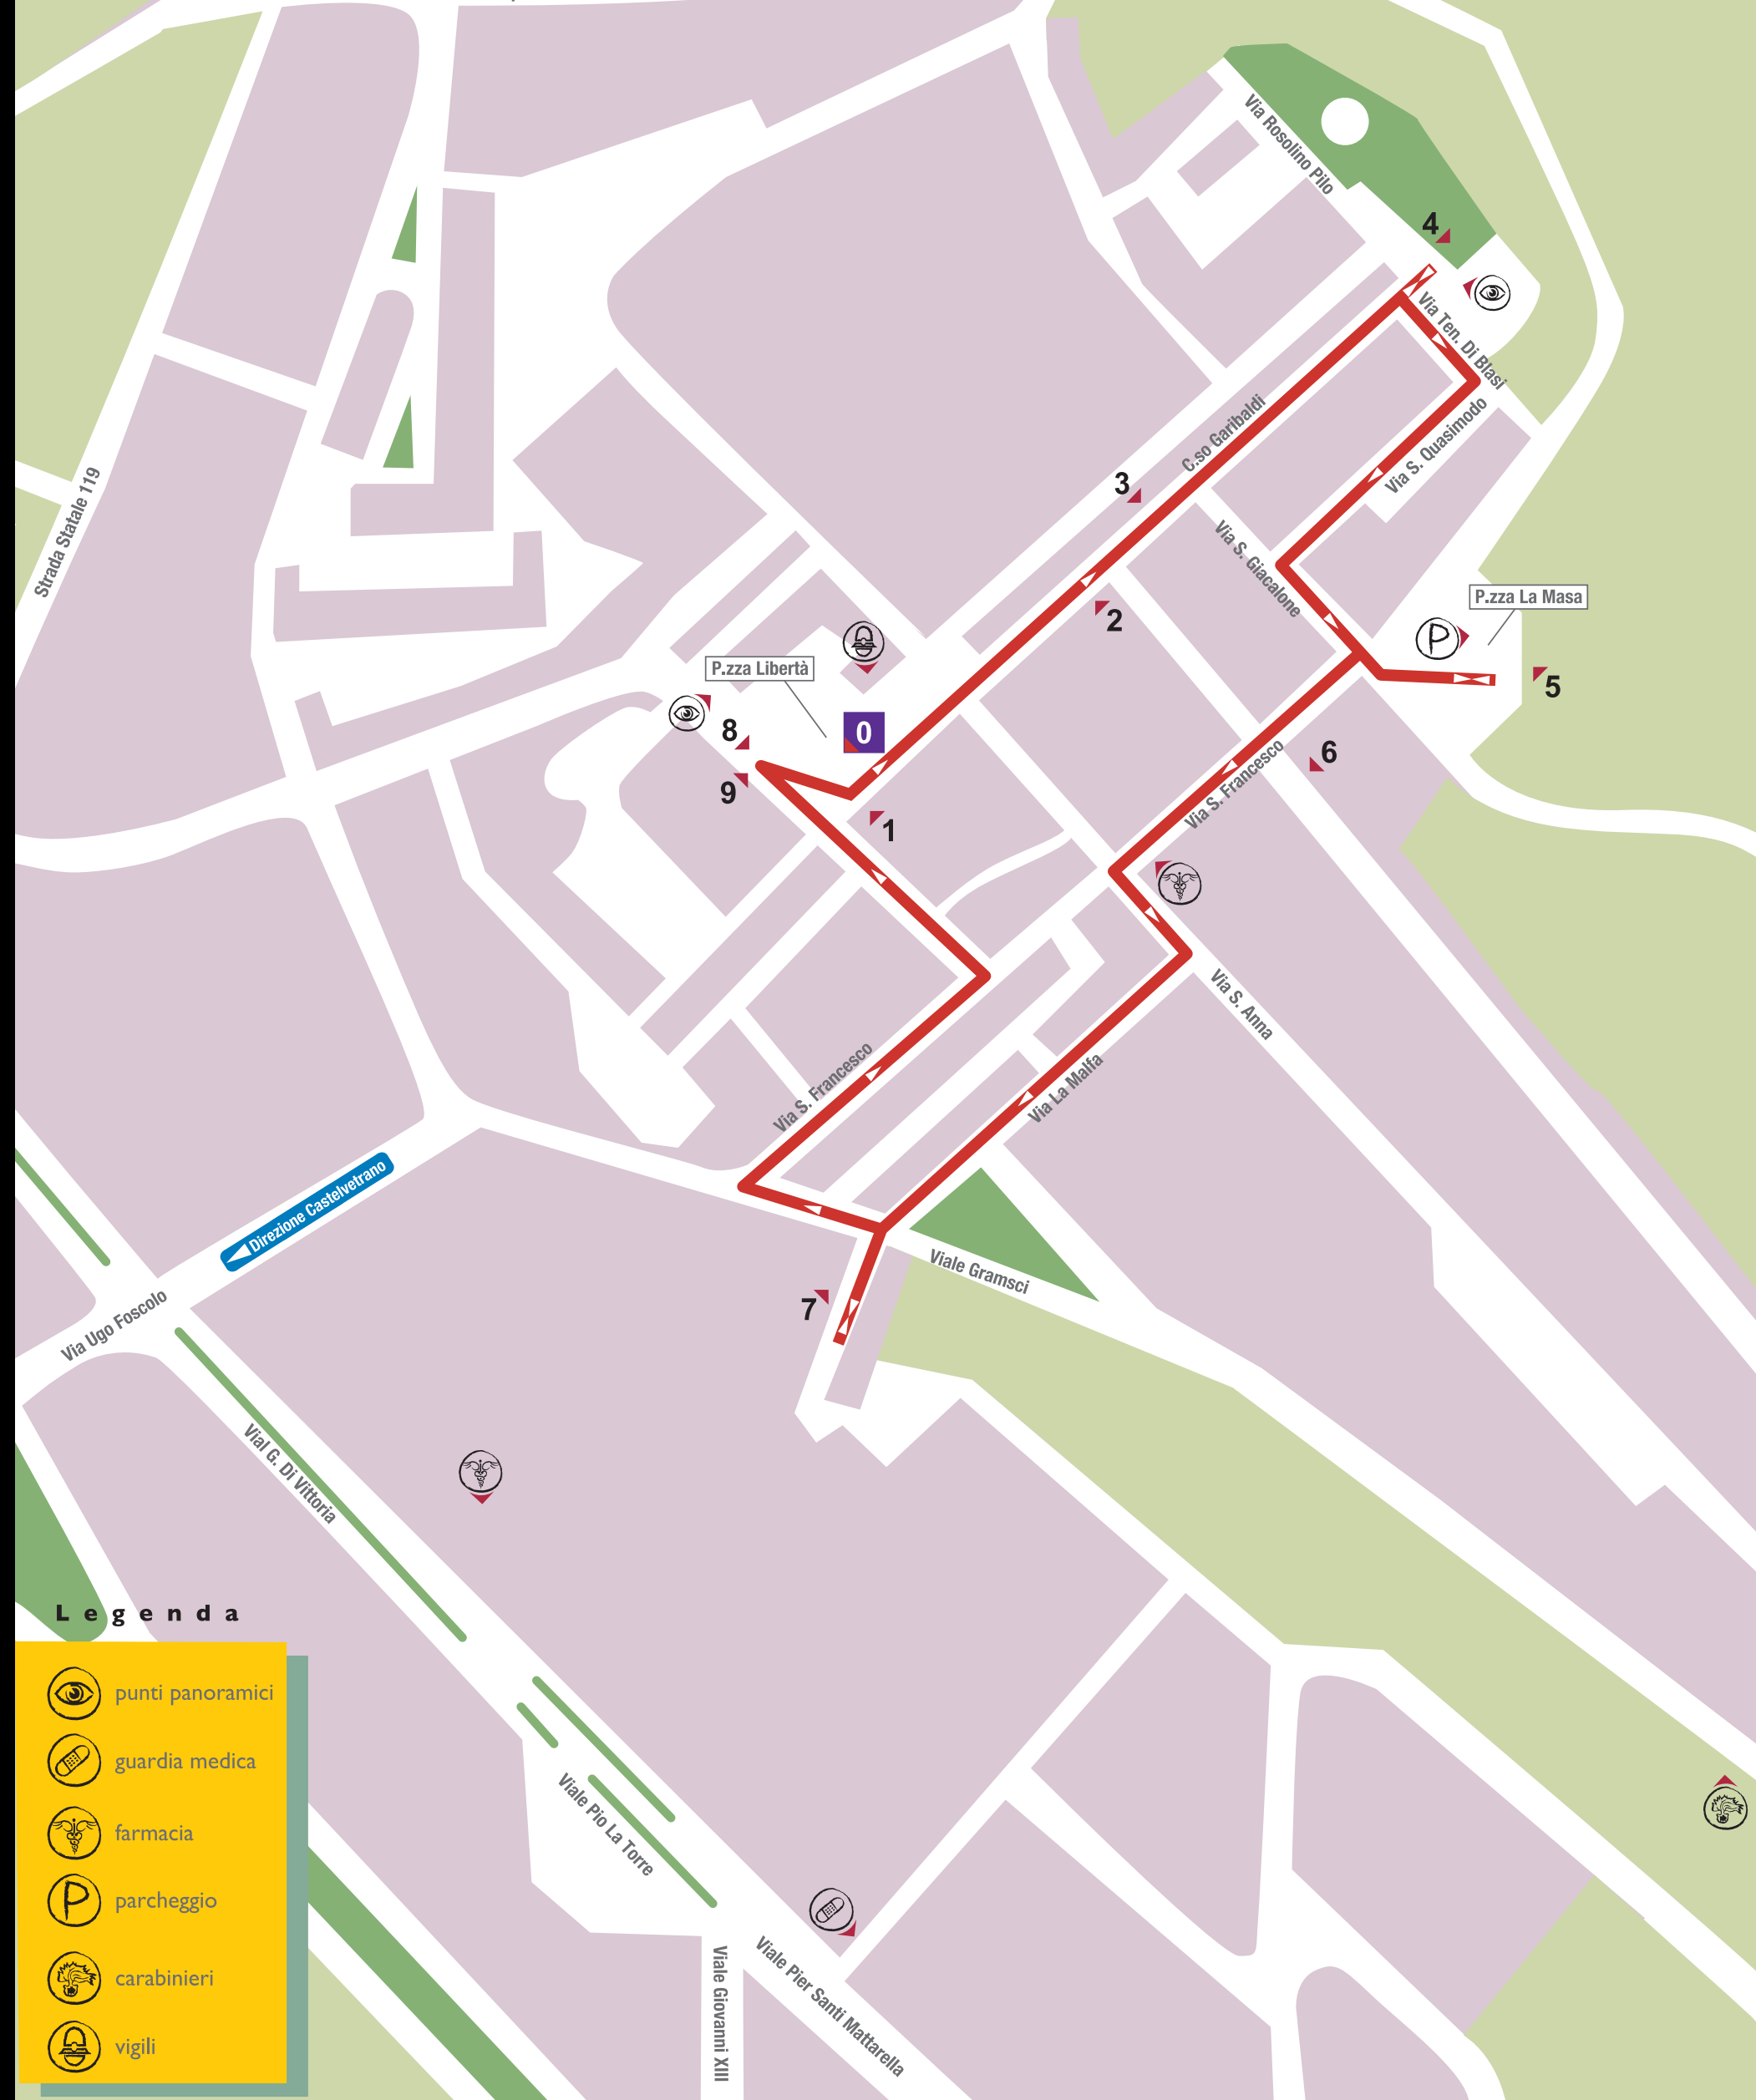 Via Rosolino Pilo
4
Via Ten. Di Blasi
C.so Garibaldi
Via S. Quasimodo
3
Strada Statale 119
Via S. Giacalone
P.zza La Masa
2
P
P.zza Libertà
5
8
0
6
9
1
Via S. Francesco
Via S. Anna
Via S. Francesco
Via La Malfa
Direzione Castelvetrano
Viale Gramsci
7
Via Ugo Foscolo
Vial G. Di Vittoria
Viale Pio La Torre
Viale Giovanni XIII
Viale Pier Santi Mattarella
Legenda
punti panoramici
guardia medica
farmacia
P parcheggio
carabinieri
vigili